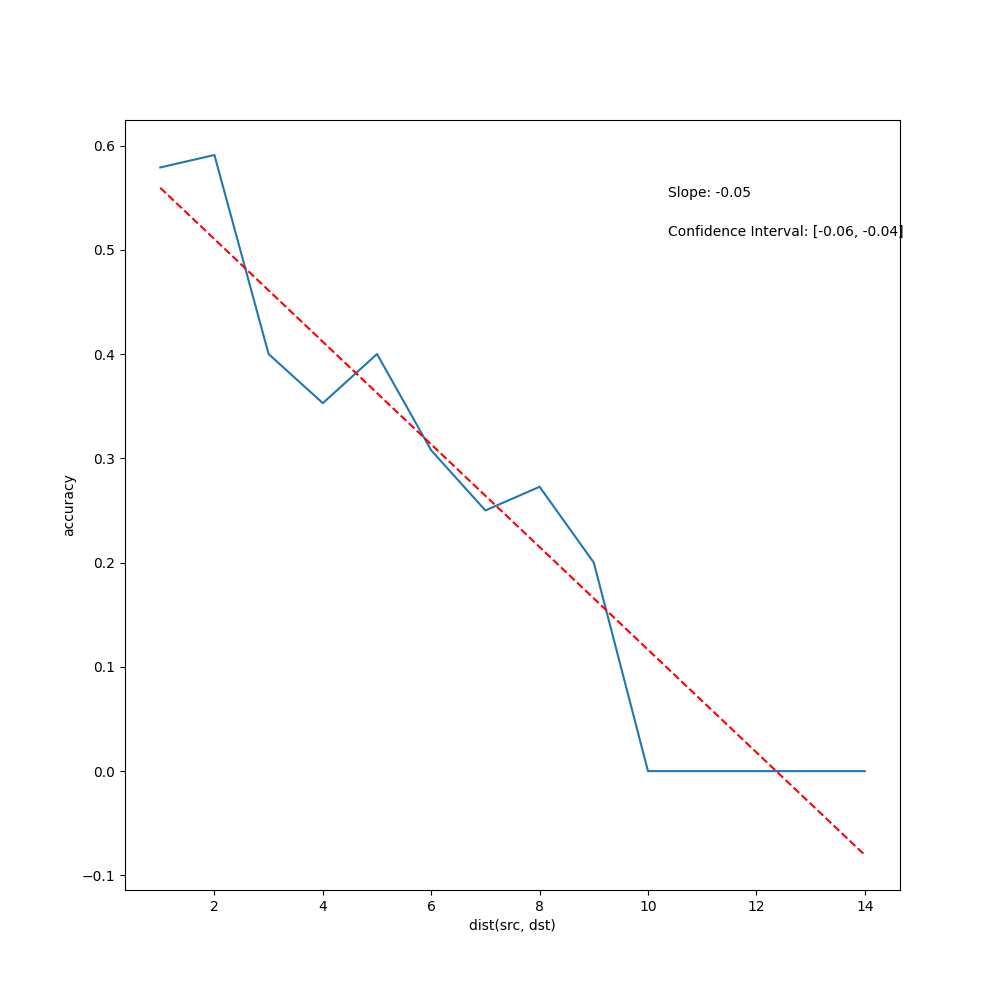 0.6
0.5
0.4
0.3
0.2
0.1
0.0
−0.1
accuracy
Slope: -0.05
Confidence Interval: [-0.06, -0.04]
2 4 6 8 10 12 14
dist(src, dst)